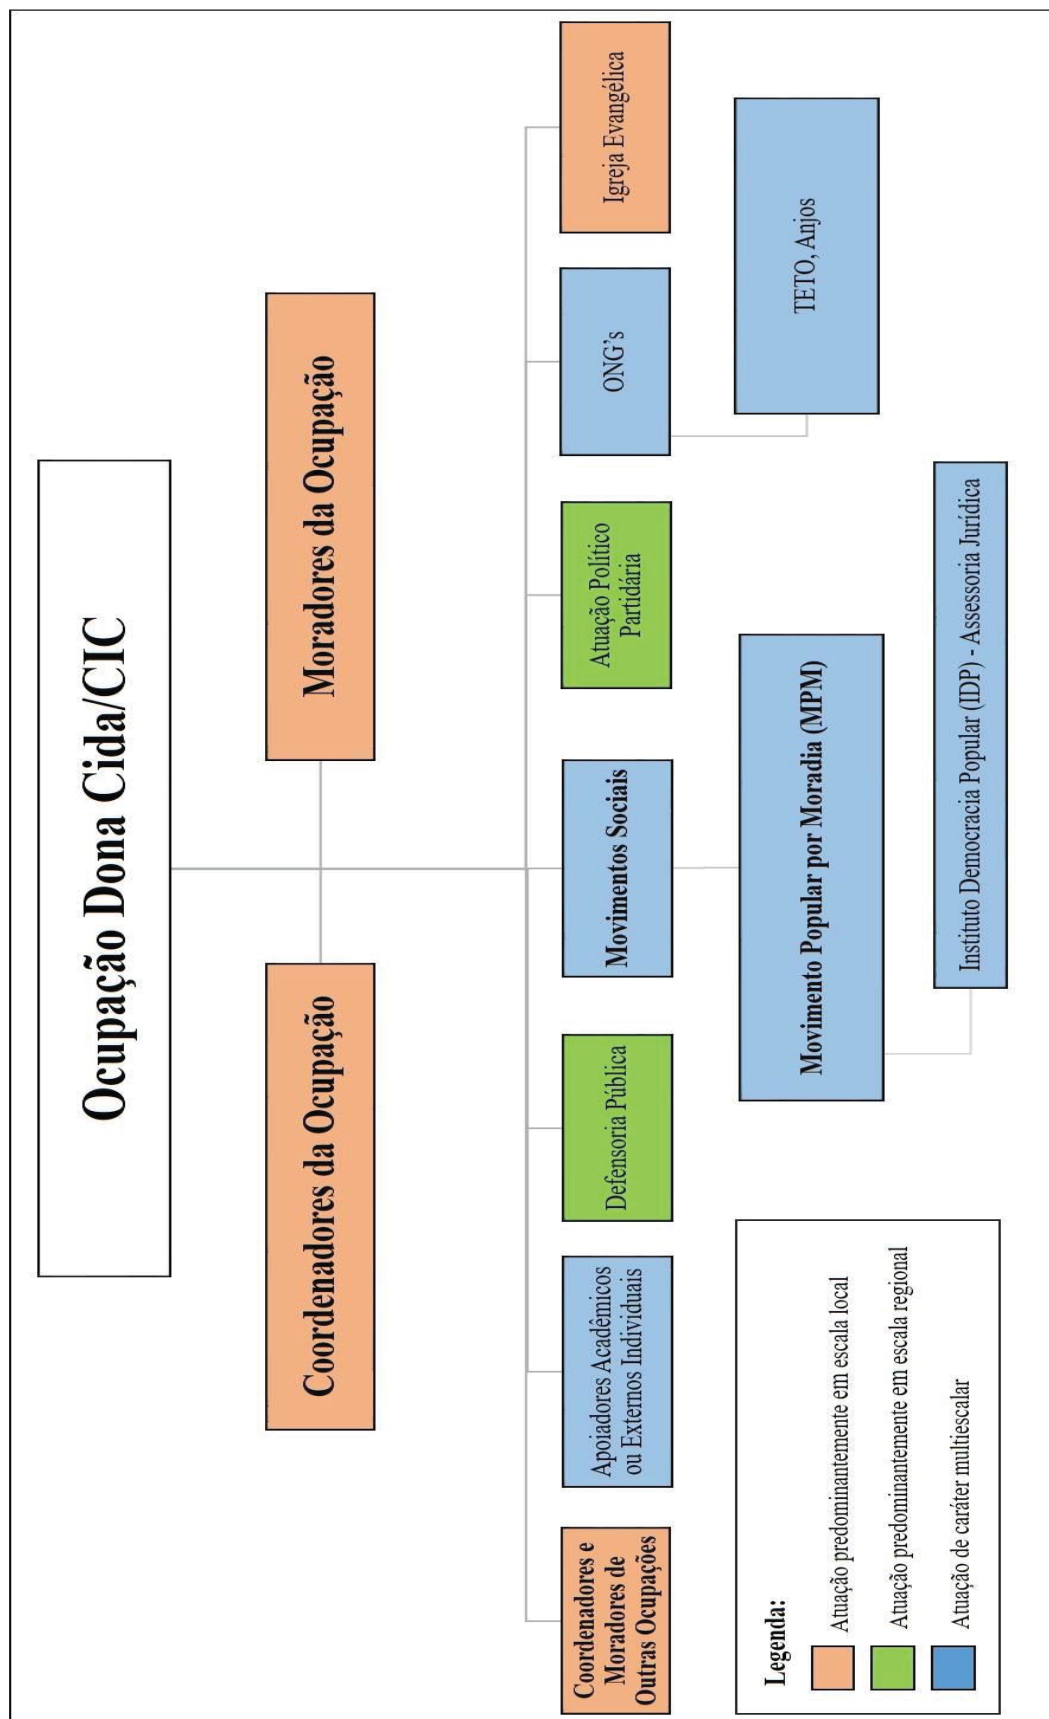 Ocupação Dona Cida/CIC
Coordenadores da Ocupação
Moradores da Ocupação
Coordenadores e
Moradores de
Outras Ocupações
Apoiadores Acadêmicos
ou Externos Individuais
Defensoria Pública
Movimentos Sociais
Atuação Político
Partidária
ONG's
Igreja Evangélica
Movimento Popular por Moradia (MPM)
TETO, Anjos
Instituto Democracia Popular (IDP) - Assessoria Jurídica
Legenda:
Atuação predominantemente em escala local
Atuação predominantemente em escala regional
Atuação de caráter multiescalar